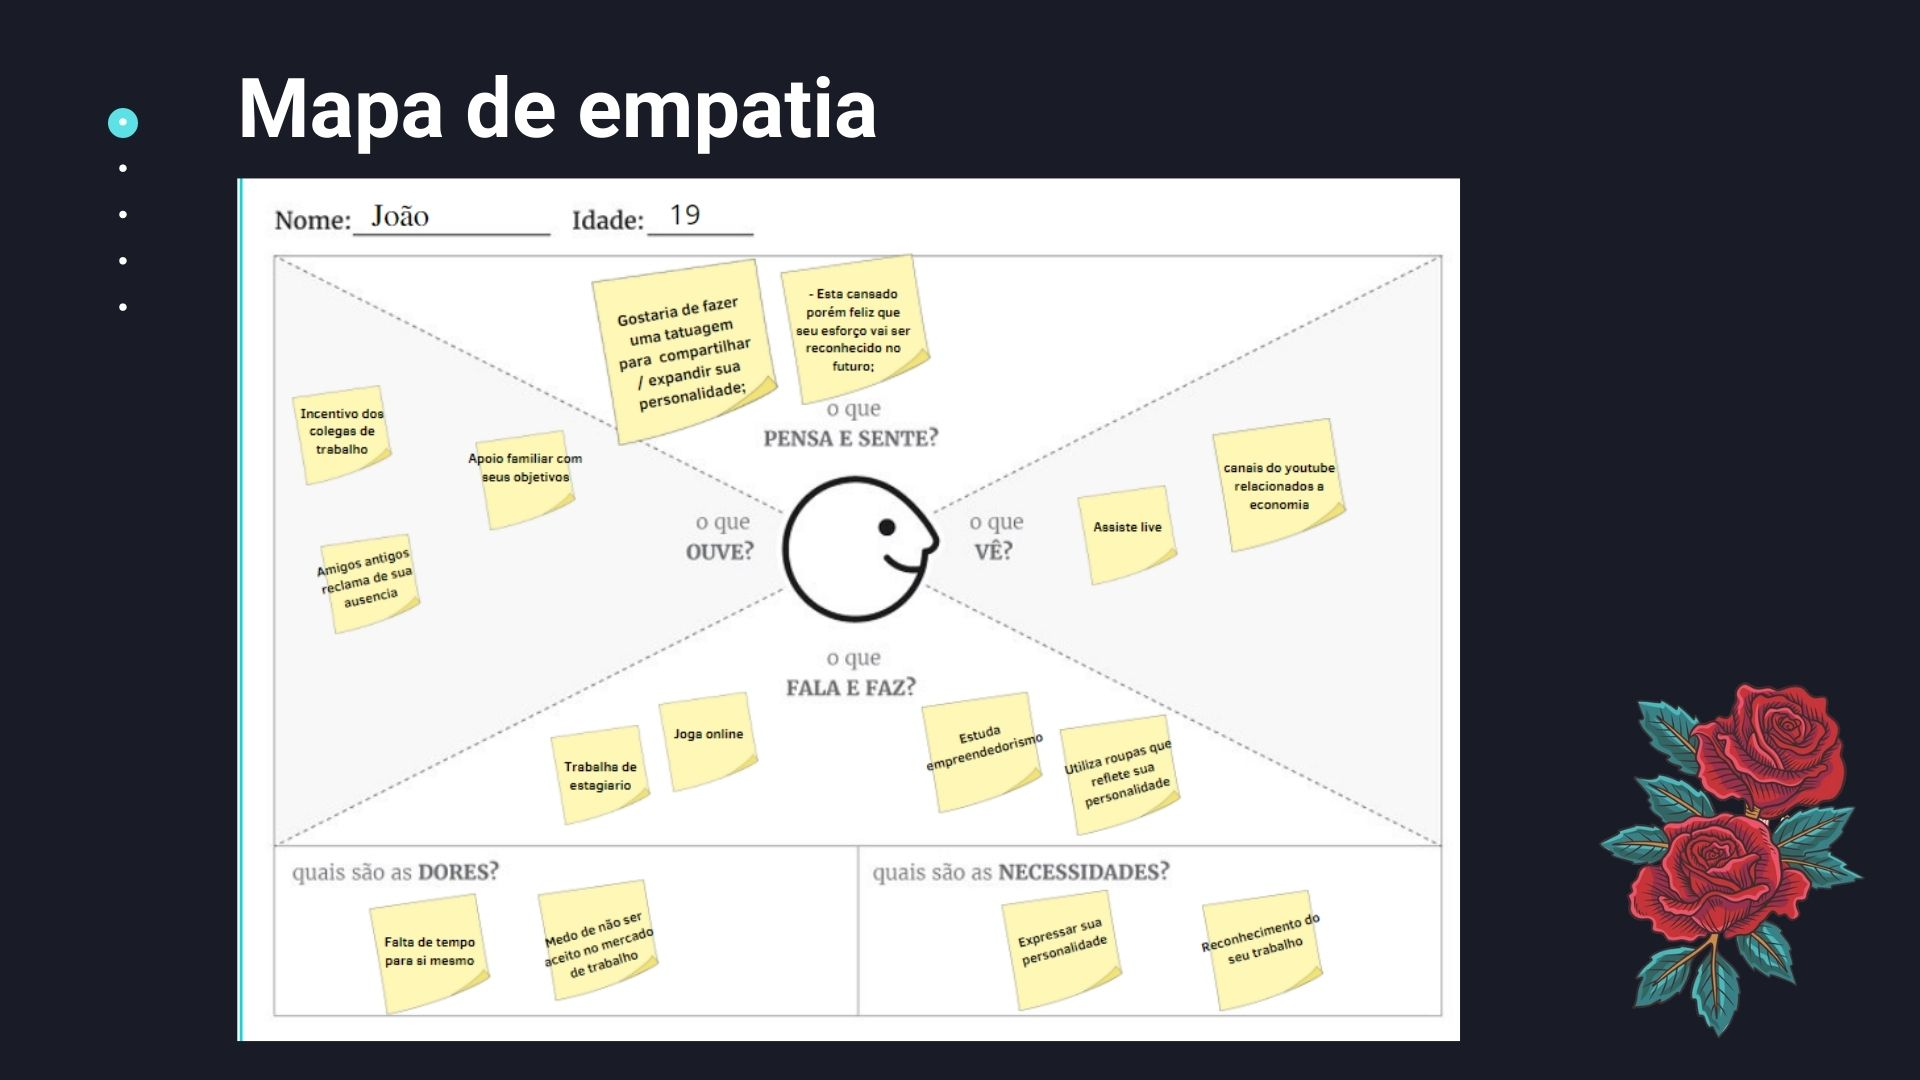 Mapa de empatia
Nome: João Idade: 19
Gostaria de fazer
uma tatuagem
para compartilhar
/ expandir sua
personalidade;
- Esta cansado
porém feliz que
seu esforço vai ser
reconhecido no
futuro;
o que
PENSA E SENTE?
Incentivo dos
colegas de
trabalho
Apoio familiar com
seus objetivos
Amigos antigos
reclama de sua
ausencia
o que
OUVE?
o que
VÊ?
Assiste live
canais do youtube
relacionados a
economia
o que
FALA E FAZ?
Trabalha de
estagiario
Joga online
Estuda
empreendedorismo
Utiliza roupas que
reflete sua
personalidade
quais são as DORES?
Falta de tempo
para si mesmo
Medo de não ser
aceito no mercado
de trabalho
quais são as NECESSIDADES?
Expressar sua
personalidade
Reconhecimento do
seu trabalho